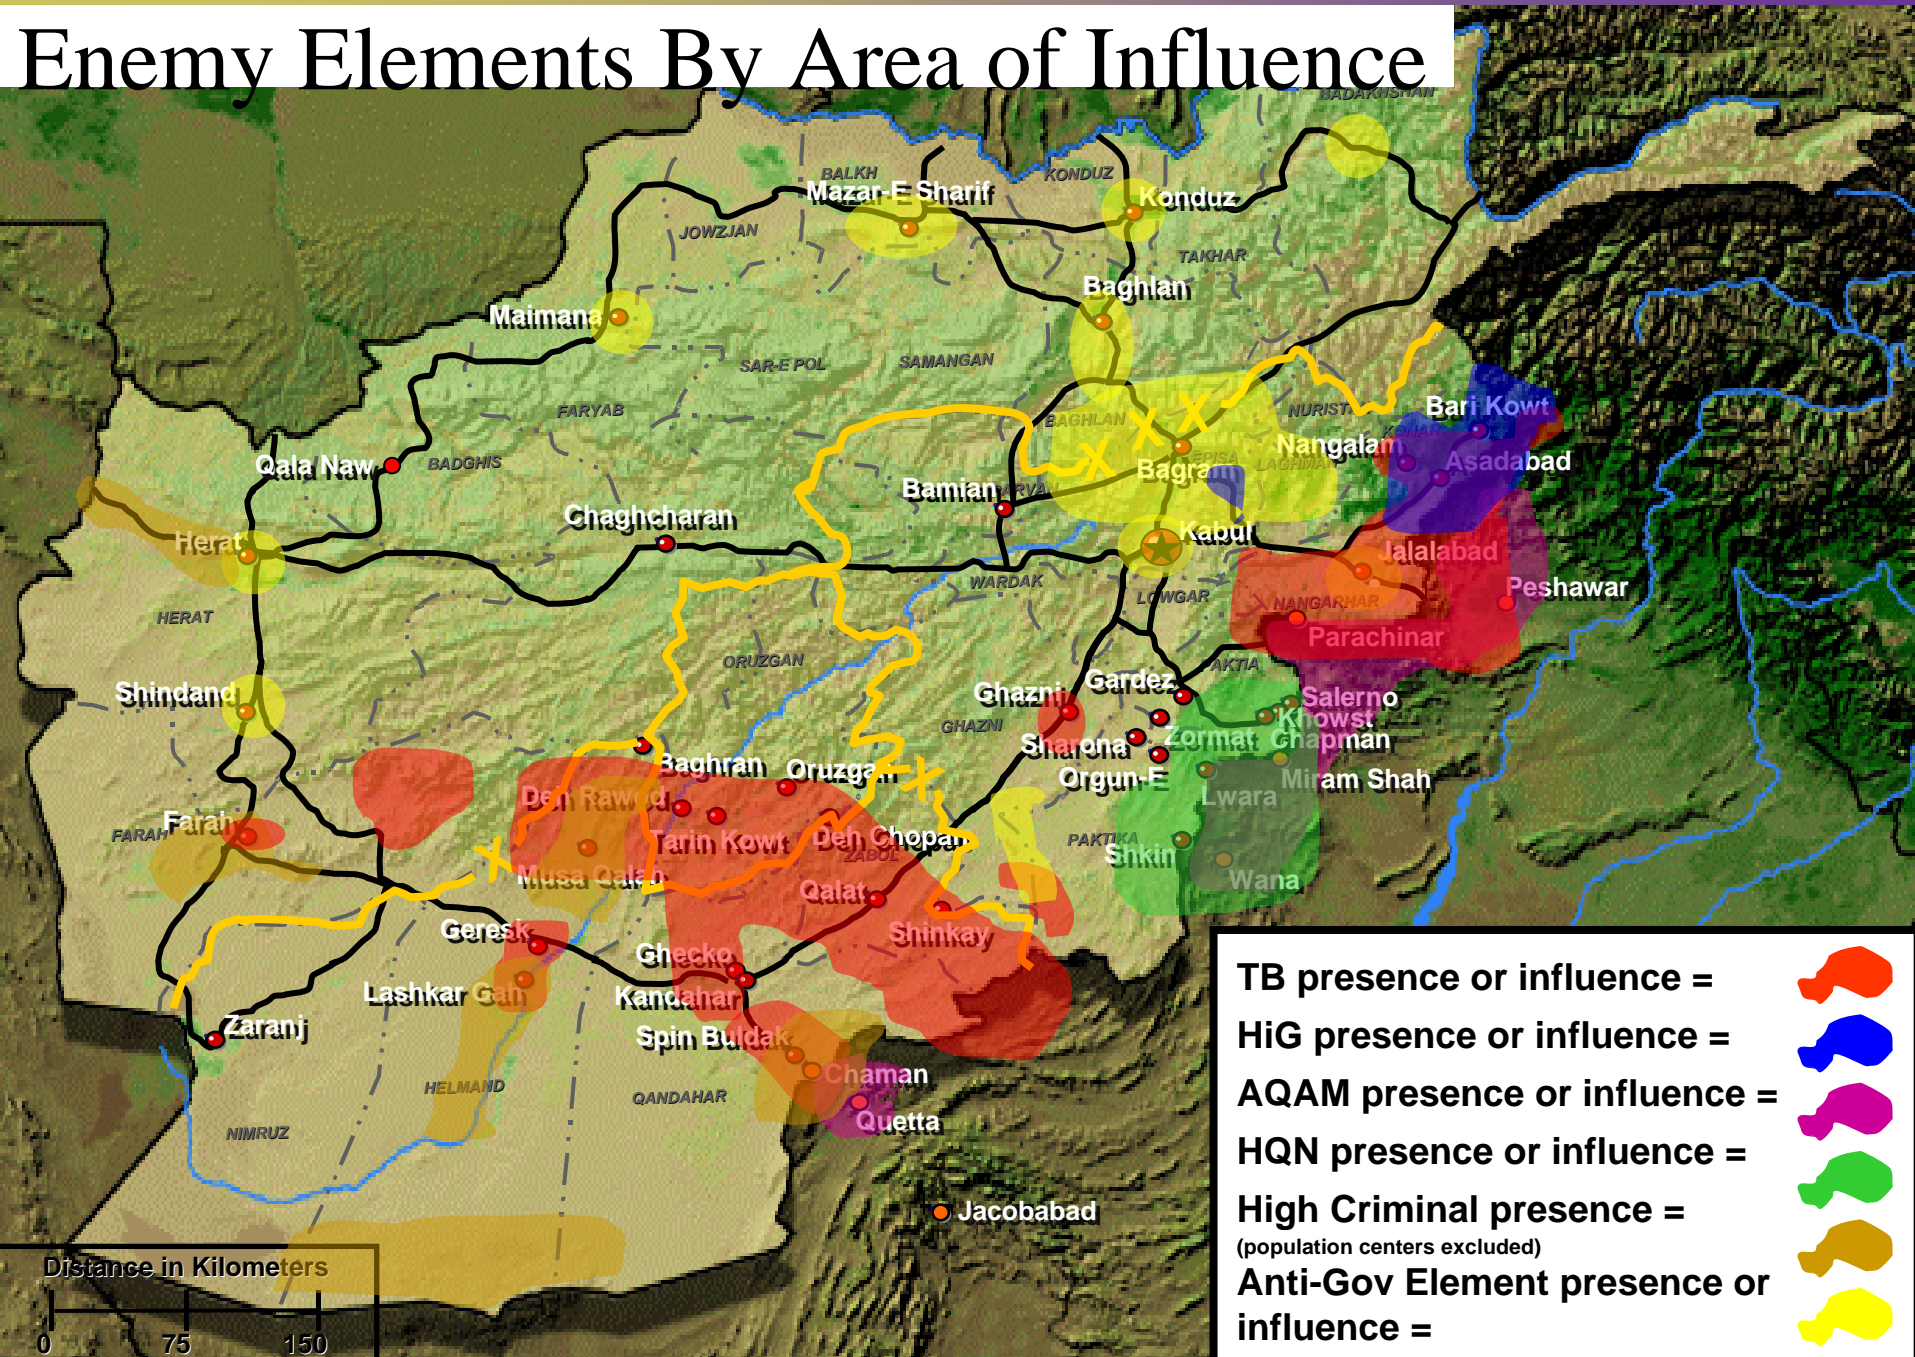 Enemy Elements By Area of Influence
BADAKHSHAN
BALKH
KONDUZ
Mazar-E Sharif
Konduz
JOWZJAN
TAKHAR
Baghlan
Maimana
SAR-E POL
SAMANGAN
FARYAB
BAGHLAN
NURIST
Bari Kowt
KONAR
Nangalam
Qala Naw
BADGHIS
LAGHMAN
Asadabad
Bagram
Bamian
PARVAN
Chaghcharan
Kabul
Herat
Jalalabad
WARDAK
LOWGAR
Peshawar
NANGARHAR
HERAT
Parachinar
ORUZGAN
PAKTIA
Shindand
Ghazni
Gardez
Salerno
Khowst
GHAZNI
Sharona
Zormat
Chapman
Baghran
Oruzgan
Orgun-E
Miram Shah
Deh Rawod
Lwara
Farah
FARAH
Tarin Kowt
Deh Chopan
PAKTIKA
ZABOL
Shkin
Musa Qalah
Qalat
Wana
Geresk
Shinkay
Ghecko
Lashkar Gah
Kandahar
Zaranj
Spin Buldak
Chaman
HELMAND
QANDAHAR
Quetta
NIMRUZ
Jacobabad
Distance in Kilometers
0 75 150
TB presence or influence =
HiG presence or influence =
AQAM presence or influence =
HQN presence or influence =
High Criminal presence =
(population centers excluded)
Anti-Gov Element presence or
influence =